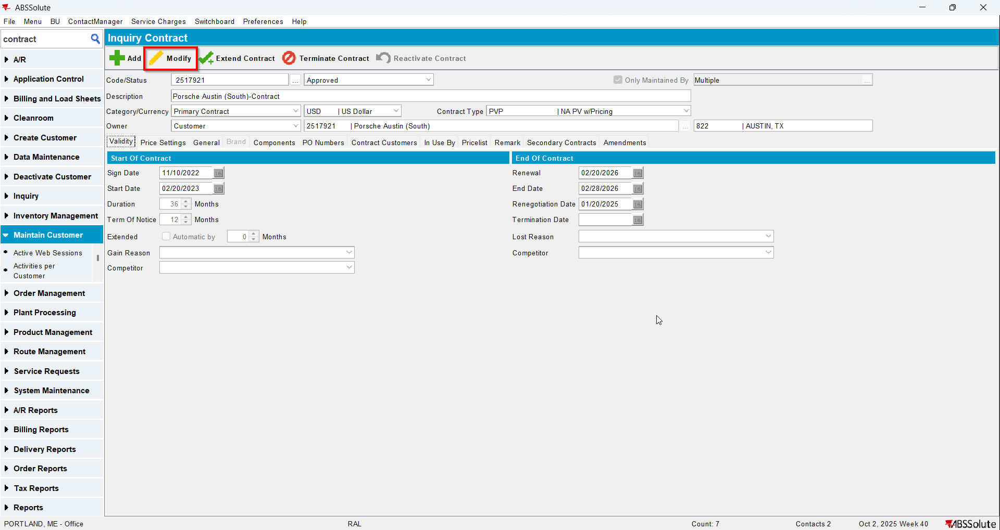 ABSSolute
File Menu BU ContactManager Service Charges Switchboard Preferences Help
contract
Inquiry Contract
Add Modify Extend Contract Terminate Contract Reactivate Contract
A/R
Application Control
Billing and Load Sheets
Cleanroom
Create Customer
Data Maintenance
Deactivate Customer
Inquiry
Inventory Management
Maintain Customer
Active Web Sessions
Activities per
Customer
Order Management
Plant Processing
Product Management
Route Management
Service Requests
System Maintenance
A/R Reports
Billing Reports
Delivery Reports
Order Reports
Tax Reports
Reports
Code/Status 2517921 ... Approved Only Maintained By Multiple ...
Description Porsche Austin (South)-Contract
Category/Currency Primary Contract USD | US Dollar Contract Type PVP | NA PV w/Pricing
Owner Customer 2517921 | Porsche Austin (South) ... 822 | AUSTIN, TX
Validity Price Settings General Brand Components PO Numbers Contract Customers In Use By Pricelist Remark Secondary Contracts Amendments
Start Of Contract
Sign Date 11/10/2022 16
Start Date 02/20/2023 16
Duration 36 Months
Term Of Notice 12 Months
Extended Automatic by 0 Months
Gain Reason
Competitor
End Of Contract
Renewal 02/20/2026 16
End Date 02/28/2026 16
Renegotiation Date 01/20/2025 16
Termination Date 16
Lost Reason
Competitor
PORTLAND, ME - Office RAL Count: 7 Contacts 2 Oct 2, 2025 Week 40 ABSSolute